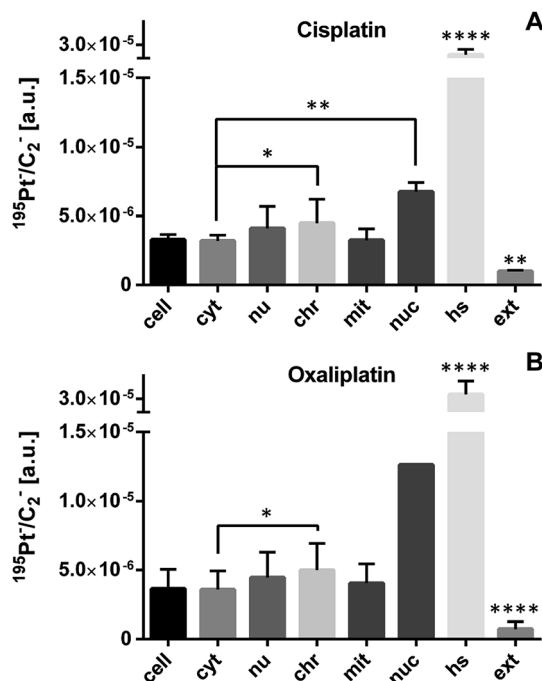 A
Cisplatin
¹⁹⁵Pt⁻/C₂⁻ [a.u.]
3.0×10⁻⁵
1.5×10⁻⁵
1.0×10⁻⁵
5.0×10⁻⁶
0
****
**
*
**
cell cyt nu chr mit nuc hs ext
B
Oxaliplatin
¹⁹⁵Pt⁻/C₂⁻ [a.u.]
3.0×10⁻⁵
1.5×10⁻⁵
1.0×10⁻⁵
5.0×10⁻⁶
0
****
*
****
cell cyt nu chr mit nuc hs ext